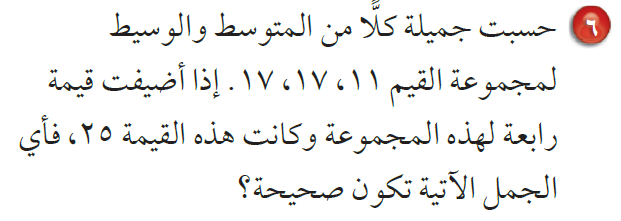 ٦ حسبت جميلة كلًّا من المتوسط والوسيط
لمجموعة القيم ١١، ١٧، ١٧. إذا أضيفت قيمة
رابعة لهذه المجموعة وكانت هذه القيمة ٢٥، فأي
الجمل الآتية تكون صحيحة؟